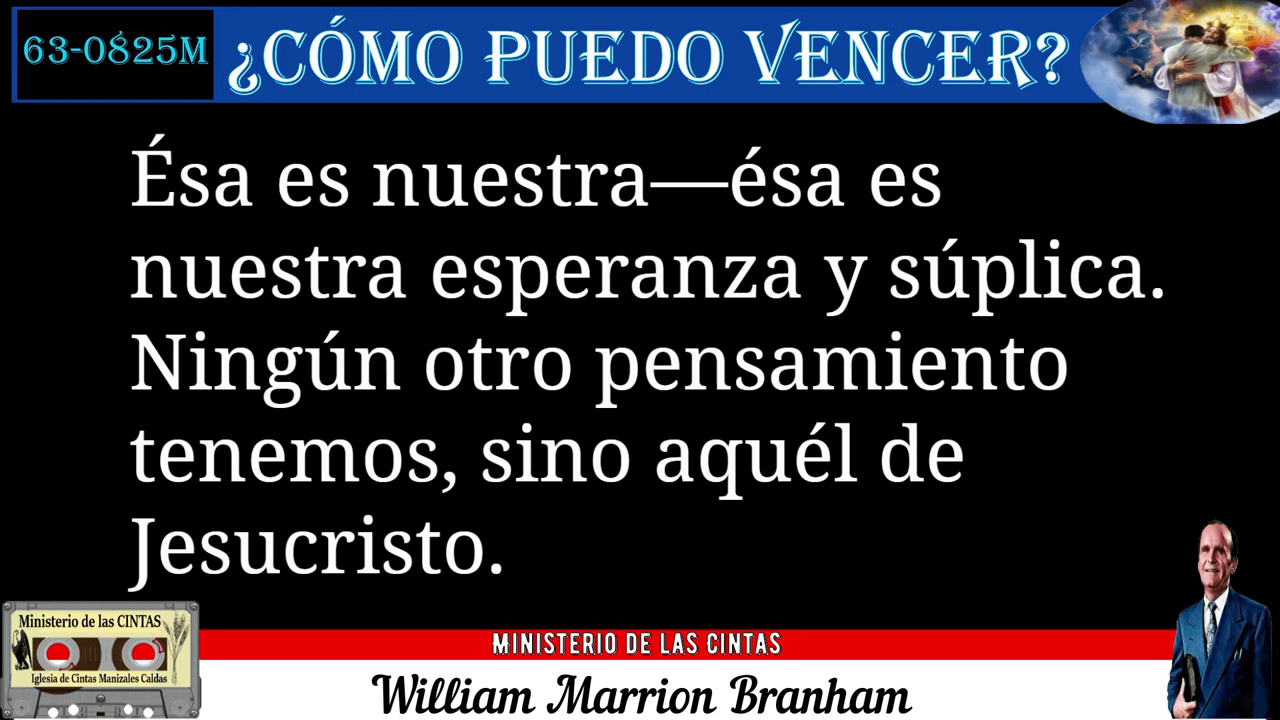 63-0825M
¿CÓMO PUEDO VENCER?
Ésa es nuestra—ésa es
nuestra esperanza y súplica.
Ningún otro pensamiento
tenemos, sino aquél de
Jesucristo.
Ministerio de las CINTAS
Iglesia de Cintas Manizales Caldas
MINISTERIO DE LAS CINTAS
William Marrion Branham